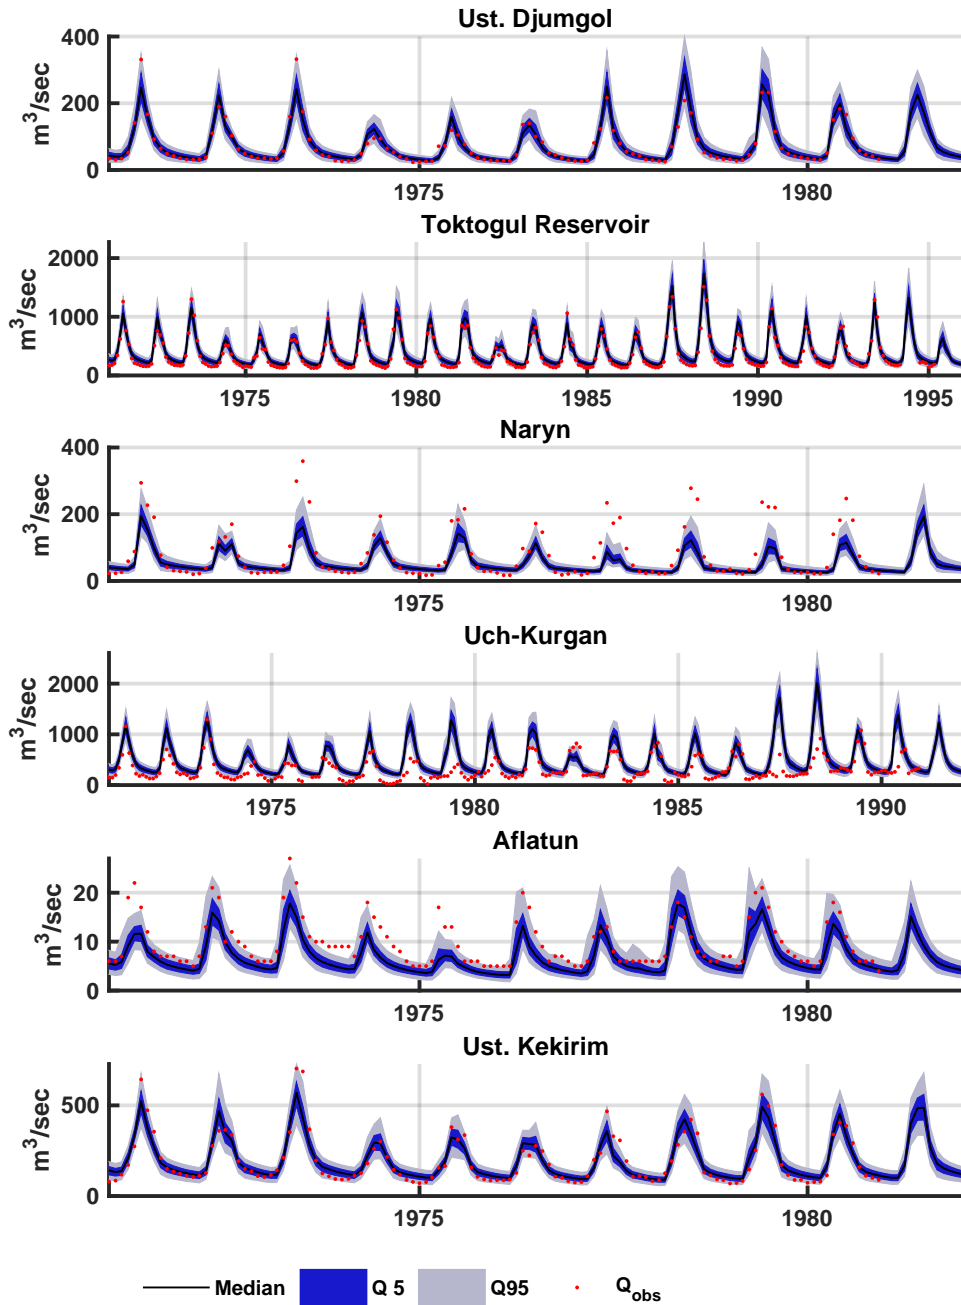 Ust. Djumgol
400
200
0
m³/sec
1975 1980
Toktogul Reservoir
2000
1000
0
m³/sec
1975 1980 1985 1990 1995
Naryn
400
200
0
m³/sec
1975 1980
Uch-Kurgan
2000
1000
0
m³/sec
1975 1980 1985 1990
Aflatun
20
10
0
m³/sec
1975 1980
Ust. Kekirim
500
0
m³/sec
1975 1980
Median Q 5 Q95 Q_obs